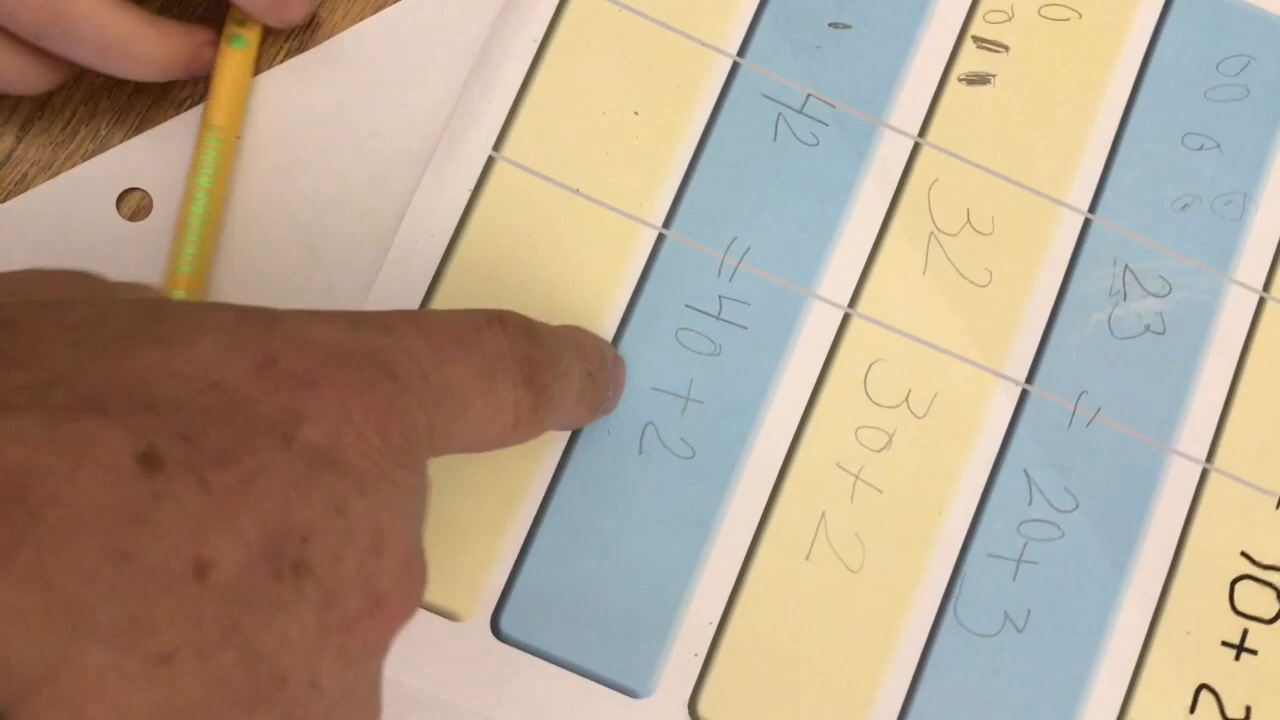 10 + 2
23 = 20 + 3
32 30 + 2
42 = 40 + 2